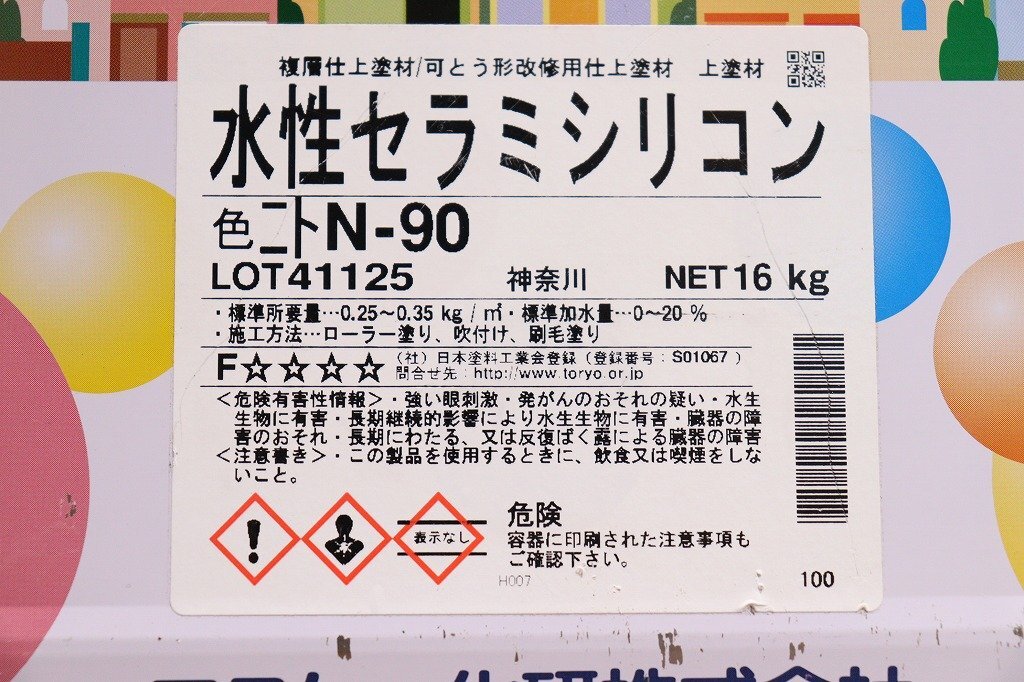 複層仕上塗材/可とう形改修用仕上塗材 上塗材
水性セラミシリコン
色ニトN-90
LOT41125 神奈川 NET16 kg
・標準所要量…0.25～0.35 kg / ㎡・標準加水量…0～20 %
・施工方法…ローラー塗り、吹付け、刷毛塗り
F☆☆☆☆ (社)日本塗料工業会登録(登録番号:S01067 )
問合せ先:http://www.toryo.or.jp
＜危険有害性情報＞・強い眼刺激・発がんのおそれの疑い・水生
生物に有害・長期継続的影響により水生生物に有害・臓器の障
害のおそれ・長期にわたる、又は反復ばく露による臓器の障害
＜注意書き＞・この製品を使用するときに、飲食又は喫煙をしな
いこと。
表示なし
危険
容器に印刷された注意事項も
ご確認下さい。
H007
100